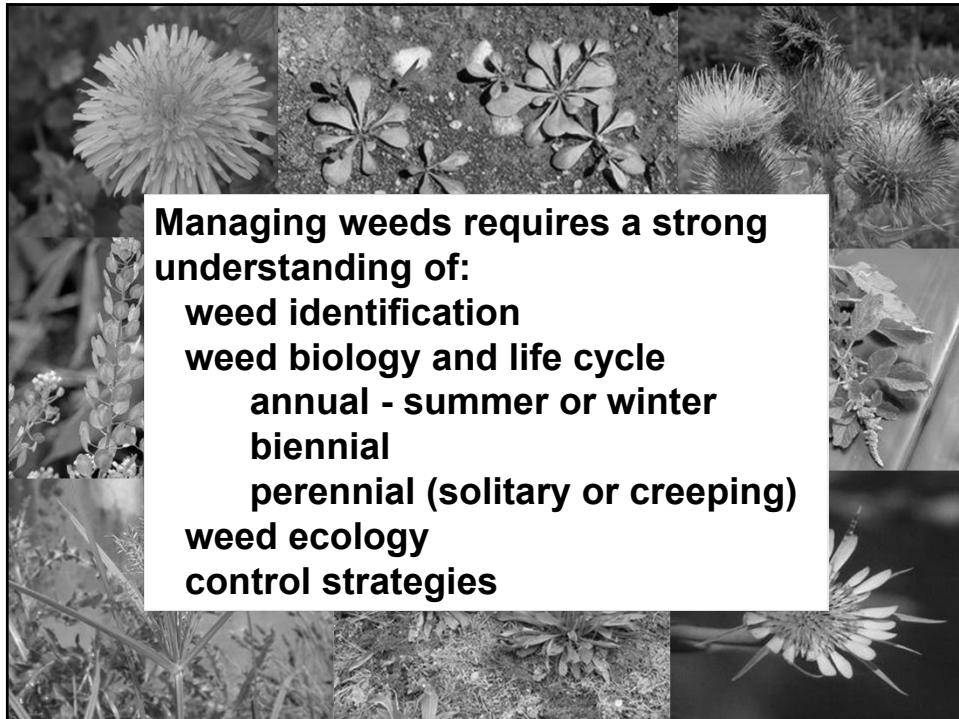 Managing weeds requires a strong
understanding of:
weed identification
weed biology and life cycle
annual - summer or winter
biennial
perennial (solitary or creeping)
weed ecology
control strategies